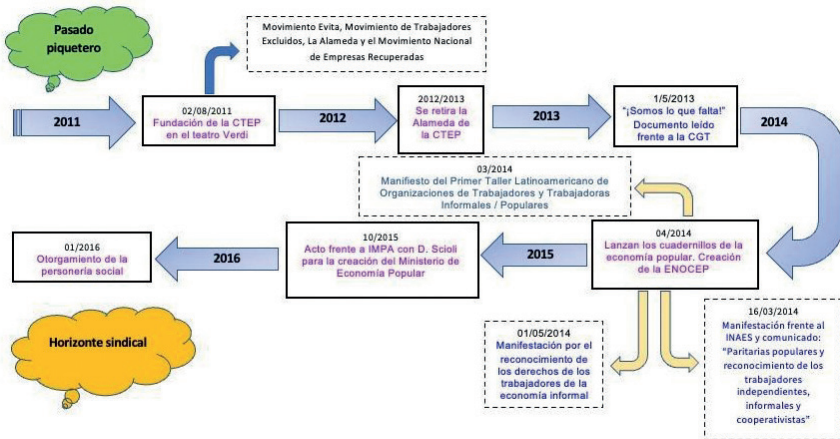 Pasado
piquetero
Movimiento Evita, Movimiento de Trabajadores
Excluidos, La Alameda y el Movimiento Nacional
de Empresas Recuperadas
2011
02/08/2011
Fundación de la CTEP
en el teatro Verdi
2012
2012/2013
Se retira la
Alameda de
la CTEP
2013
1/5/2013
"¡Somos lo que falta!"
Documento leído
frente a la CGT
2014
03/2014
Manifiesto del Primer Taller Latinoamericano de
Organizaciones de Trabajadores y Trabajadoras
Informales / Populares
04/2014
Lanzan los cuadernillos de la
economía popular. Creación
de la ENOCEP
2015
10/2015
Acto frente a IMPA con D. Scioli
para la creación del Ministerio de
Economía Popular
2016
01/2016
Otorgamiento de la
personería social
Horizonte sindical
01/05/2014
Manifestación por el
reconocimiento de
los derechos de los
trabajadores de la
economía informal
16/03/2014
Manifestación frente al
INAES y comunicado:
"Paritarias populares y
reconocimiento de los
trabajadores
independientes,
informales y
cooperativistas"